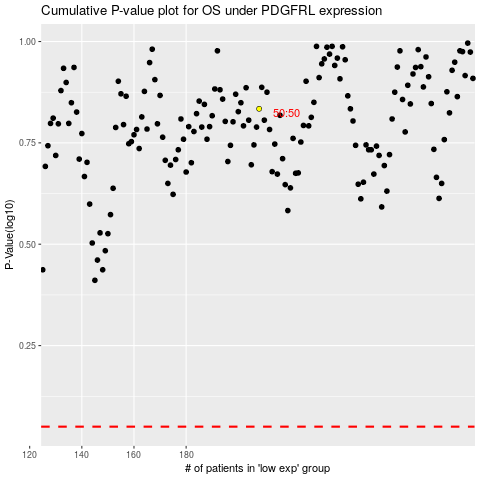 Cumulative P-value plot for OS under PDGFRL expression
1.00
50:50
0.75
P-Value(log10)
0.50
0.25
120 140 160 180
# of patients in 'low exp' group